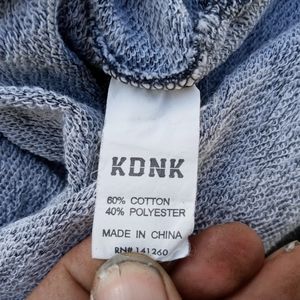 KDNK
60% COTTON
40% POLYESTER
MADE IN CHINA
RN# 141260